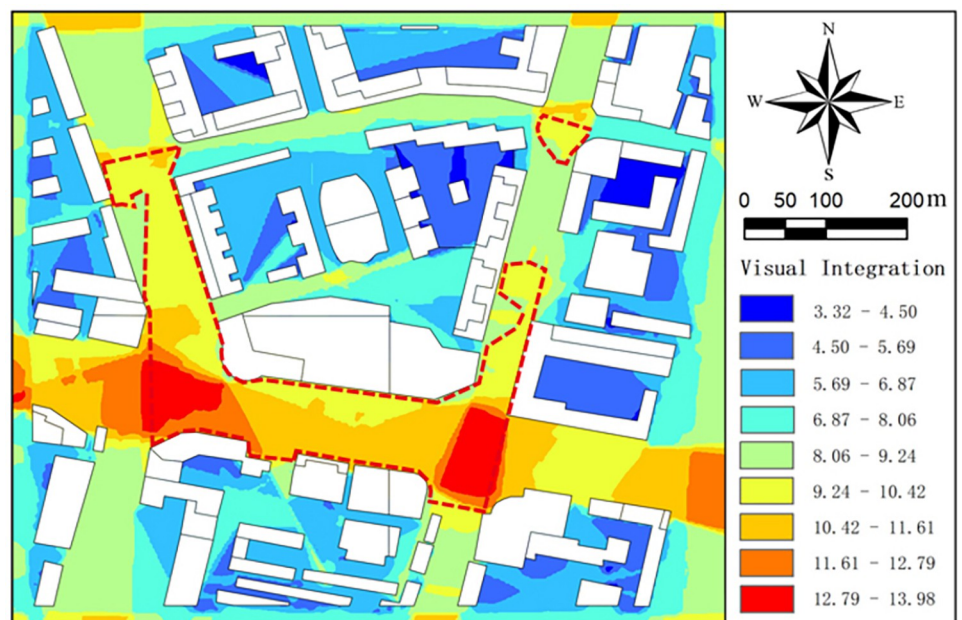 N
W E
S
0 50 100 200m
Visual Integration
3.32 - 4.50
4.50 - 5.69
5.69 - 6.87
6.87 - 8.06
8.06 - 9.24
9.24 - 10.42
10.42 - 11.61
11.61 - 12.79
12.79 - 13.98